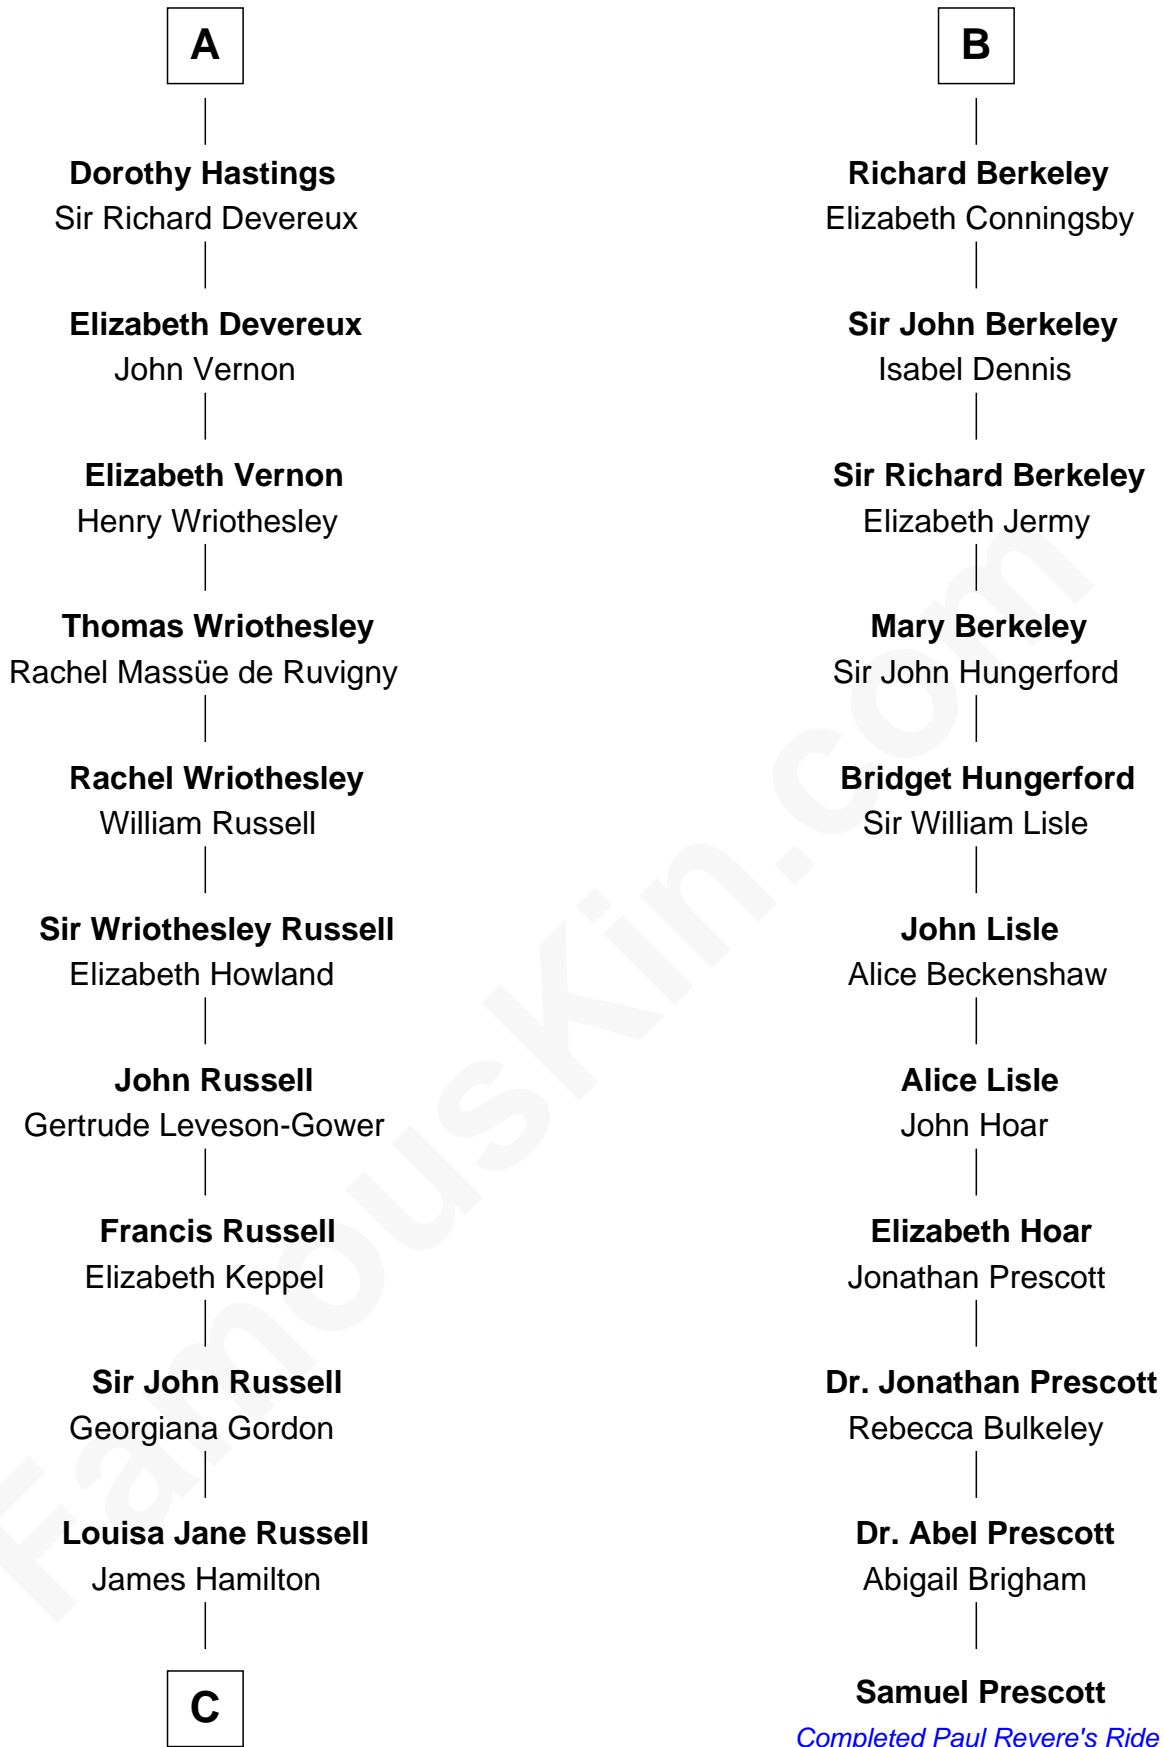 A
Dorothy Hastings
Sir Richard Devereux
Elizabeth Devereux
John Vernon
Elizabeth Vernon
Henry Wriothesley
Thomas Wriothesley
Rachel Massüe de Ruvigny
Rachel Wriothesley
William Russell
Sir Wriothesley Russell
Elizabeth Howland
John Russell
Gertrude Leveson-Gower
Francis Russell
Elizabeth Keppel
Sir John Russell
Georgiana Gordon
Louisa Jane Russell
James Hamilton
C
B
Richard Berkeley
Elizabeth Conningsby
Sir John Berkeley
Isabel Dennis
Sir Richard Berkeley
Elizabeth Jermy
Mary Berkeley
Sir John Hungerford
Bridget Hungerford
Sir William Lisle
John Lisle
Alice Beckenshaw
Alice Lisle
John Hoar
Elizabeth Hoar
Jonathan Prescott
Dr. Jonathan Prescott
Rebecca Bulkeley
Dr. Abel Prescott
Abigail Brigham
Samuel Prescott
Completed Paul Revere's Ride
FamousKin.com